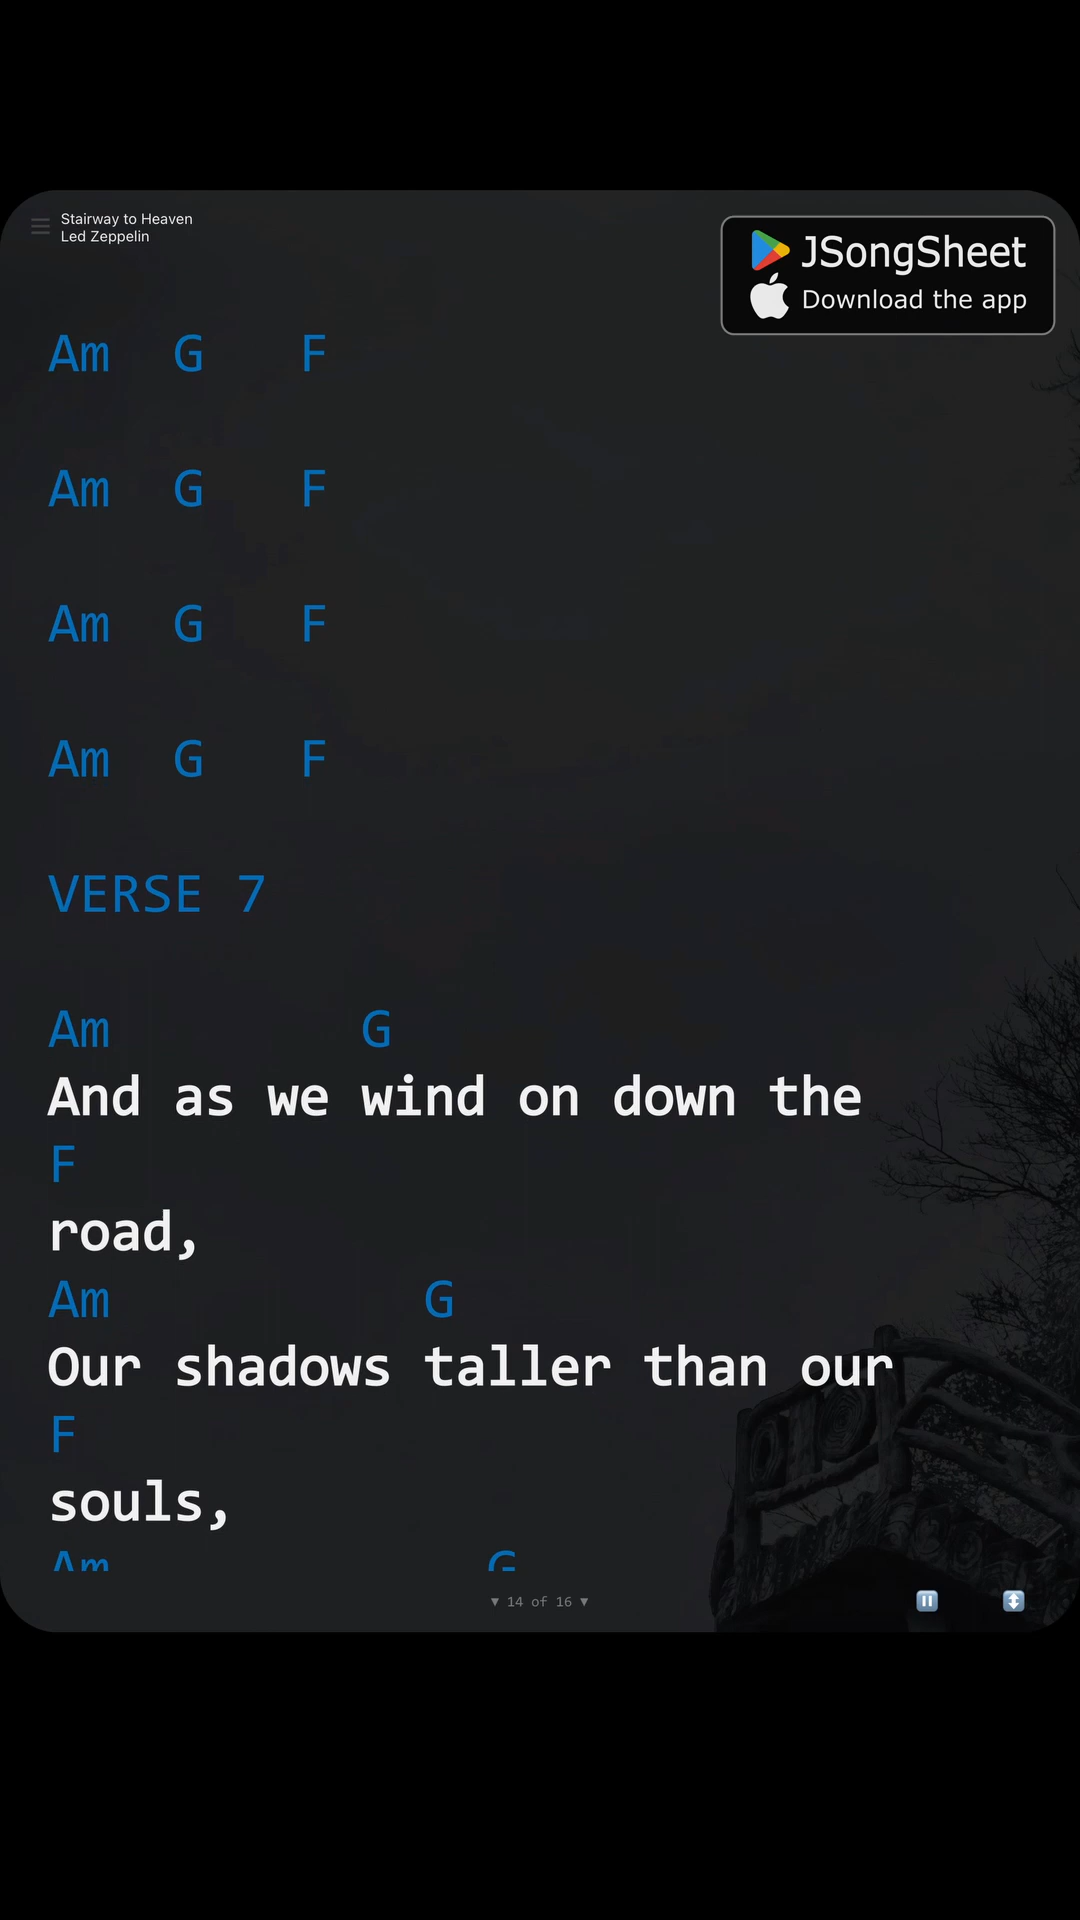 Stairway to Heaven
Led Zeppelin
JSongSheet
Download the app
Am  G   F
Am  G   F
Am  G   F
Am  G   F
VERSE 7
Am        G
And as we wind on down the
F
road,
Am          G
Our shadows taller than our
F
souls,
Am            G
▼ 14 of 16 ▼